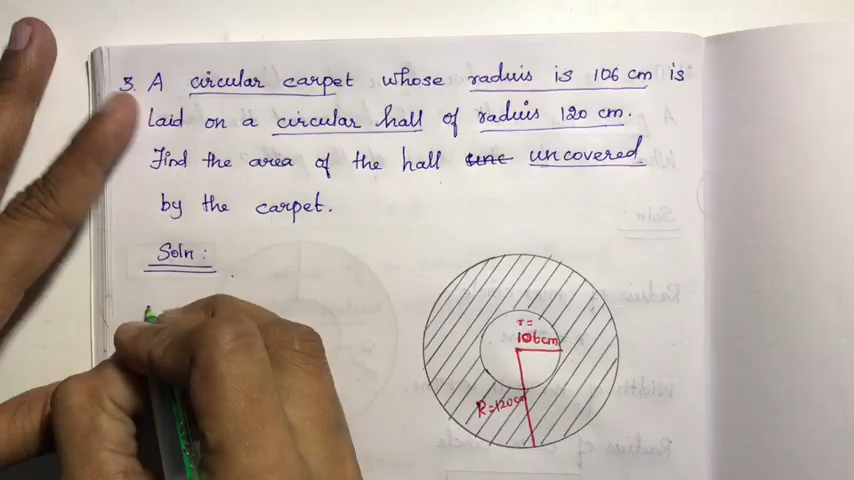 3. A circular carpet whose radius is 106 cm is
laid on a circular hall of radius 120 cm.
Find the area of the hall uncovered
by the carpet.
Soln:
r=
106cm
R=120cm